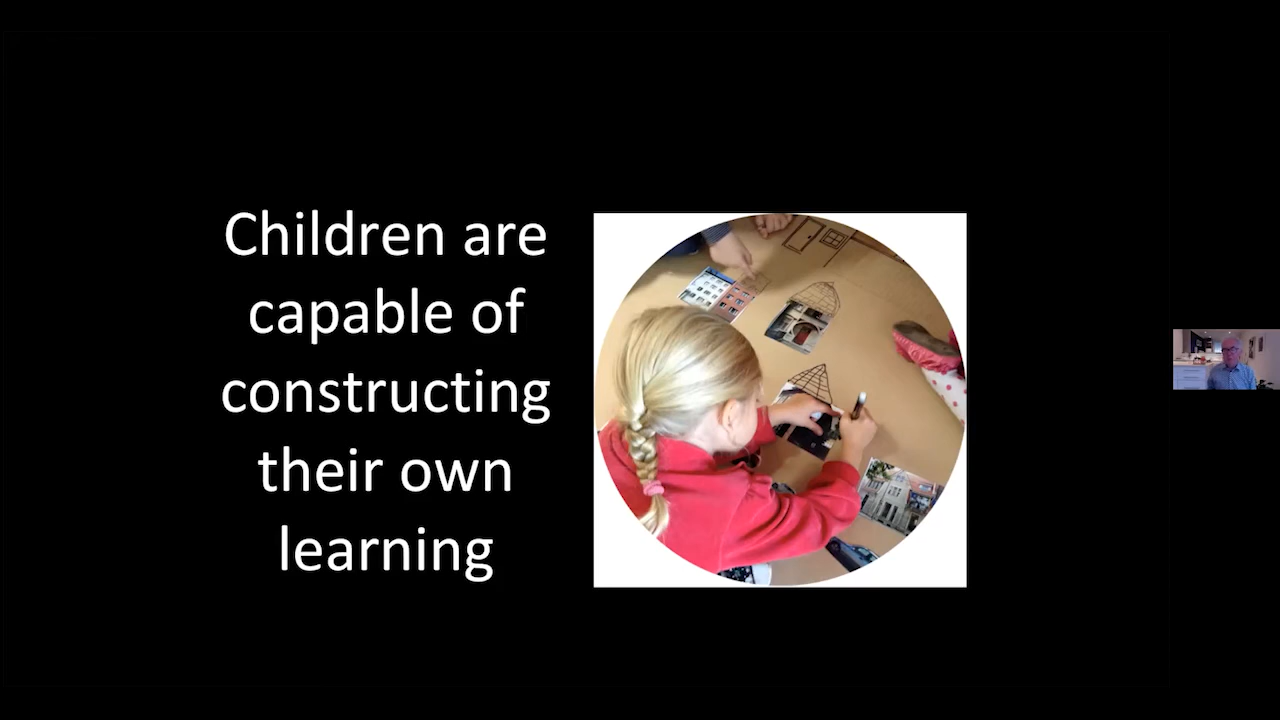 Children are
capable of
constructing
their own
learning